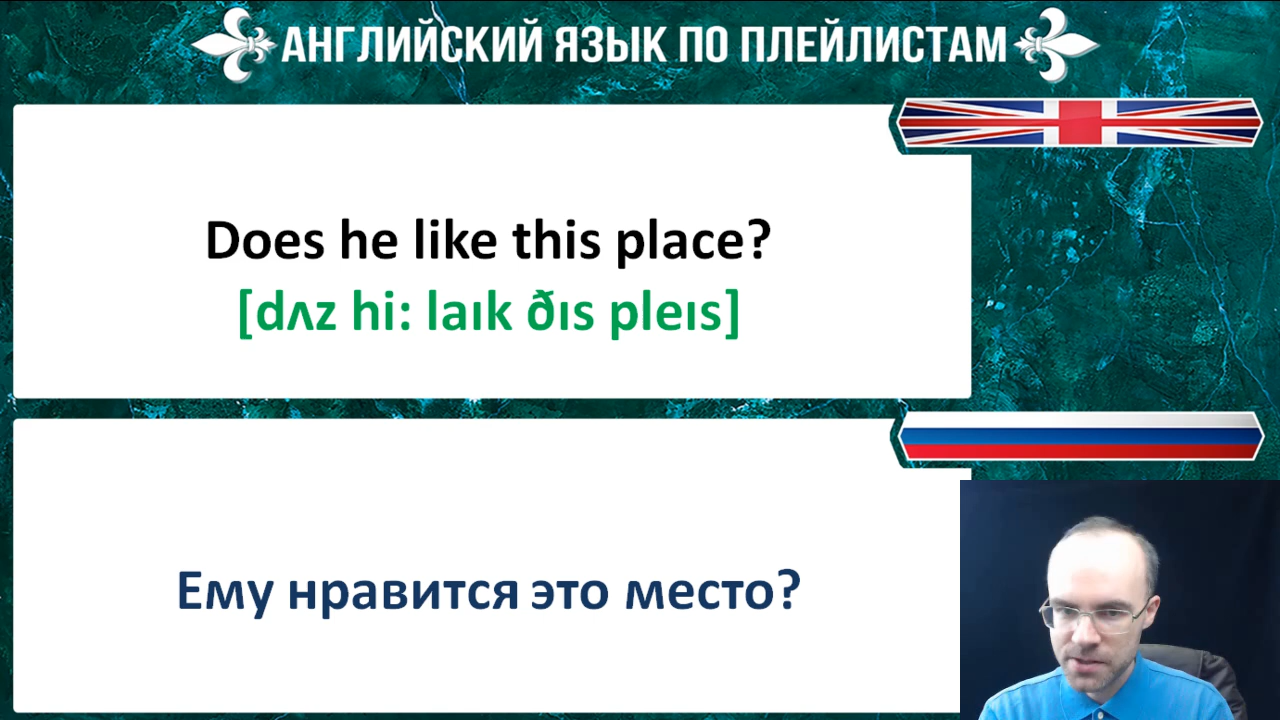 АНГЛИЙСКИЙ ЯЗЫК ПО ПЛЕЙЛИСТАМ
Does he like this place?
[dʌz hi: laɪk ðɪs pleɪs]
Ему нравится это место?